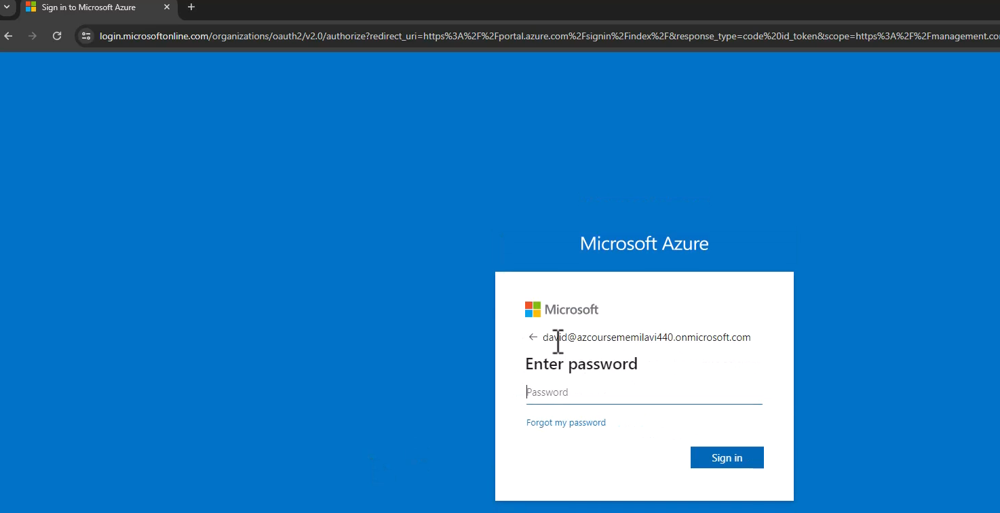 Sign in to Microsoft Azure
login.microsoftonline.com/organizations/oauth2/v2.0/authorize?redirect_uri=https%3A%2F%2Fportal.azure.com%2Fsignin%2Findex%2F&response_type=code%20id_token&scope=https%3A%2F%2Fmanagement.co
Microsoft Azure
Microsoft
david@azcoursememilavi440.onmicrosoft.com
Enter password
Password
Forgot my password
Sign in